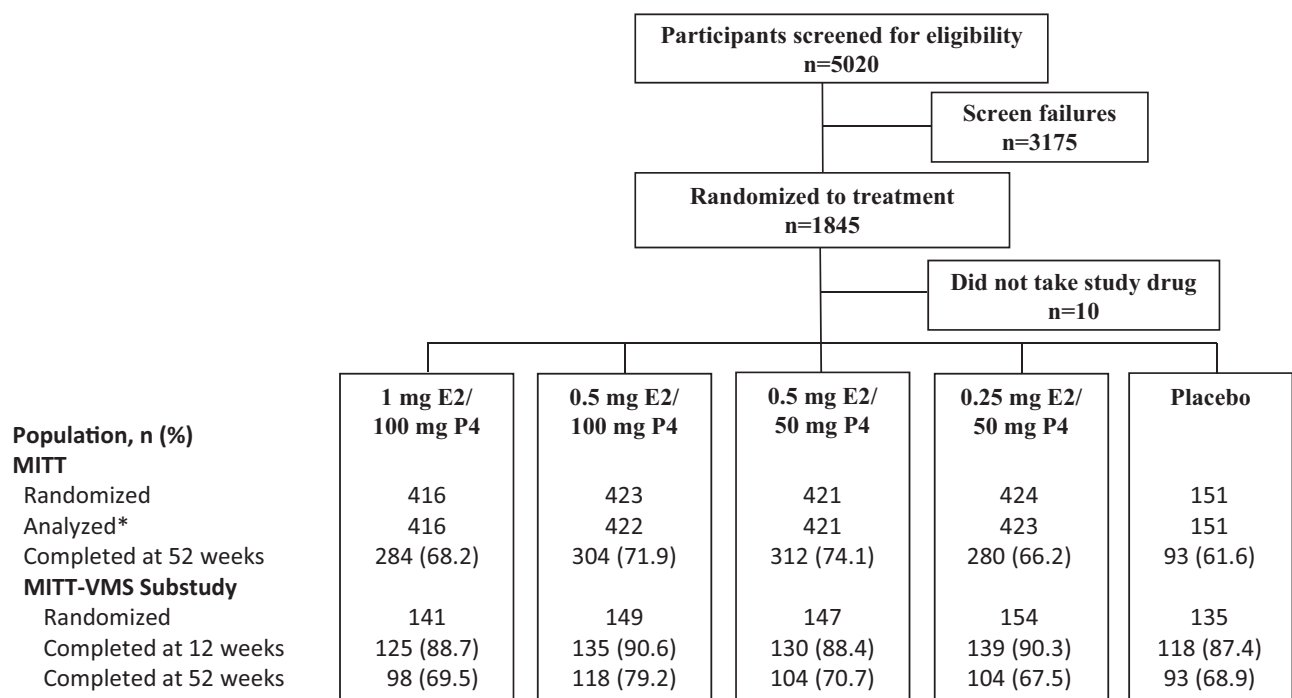 Participants screened for eligibility
n=5020
Screen failures
n=3175
Randomized to treatment
n=1845
Did not take study drug
n=10
1 mg E2/ 0.5 mg E2/ 0.5 mg E2/ 0.25 mg E2/ Placebo
100 mg P4 100 mg P4 50 mg P4 50 mg P4
Population, n (%)
MITT
Randomized 416 423 421 424 151
Analyzed* 416 422 421 423 151
Completed at 52 weeks 284 (68.2) 304 (71.9) 312 (74.1) 280 (66.2) 93 (61.6)
MITT-VMS Substudy
Randomized 141 149 147 154 135
Completed at 12 weeks 125 (88.7) 135 (90.6) 130 (88.4) 139 (90.3) 118 (87.4)
Completed at 52 weeks 98 (69.5) 118 (79.2) 104 (70.7) 104 (67.5) 93 (68.9)